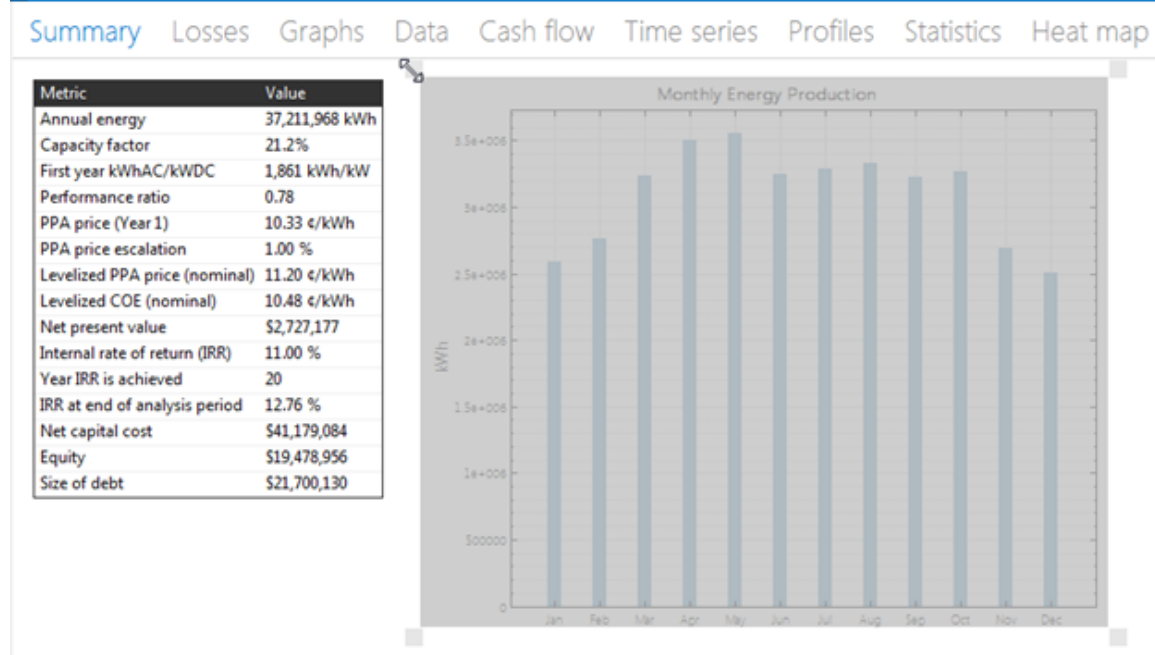 Summary Losses Graphs Data Cash flow Time series Profiles Statistics Heat map
Metric Value
Annual energy 37,211,968 kWh
Capacity factor 21.2%
First year kWhAC/kWDC 1,861 kWh/kW
Performance ratio 0.78
PPA price (Year 1) 10.33 ¢/kWh
PPA price escalation 1.00 %
Levelized PPA price (nominal) 11.20 ¢/kWh
Levelized COE (nominal) 10.48 ¢/kWh
Net present value $2,727,177
Internal rate of return (IRR) 11.00 %
Year IRR is achieved 20
IRR at end of analysis period 12.76 %
Net capital cost $41,179,084
Equity $19,478,956
Size of debt $21,700,130
Monthly Energy Production
3.5e+006
3e+006
2.5e+006
2e+006
1.5e+006
1e+006
500000
0
kWh
Jan Feb Mar Apr May Jun Jul Aug Sep Oct Nov Dec